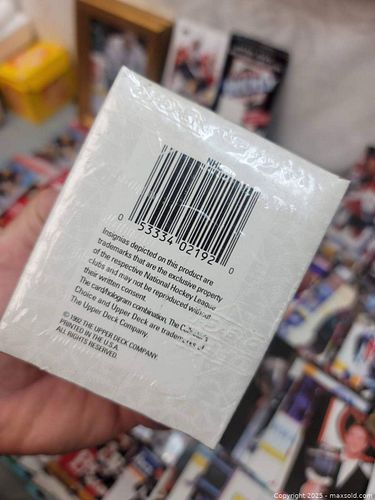 NHL
0 53334 02192 0
Insignias depicted on this product are
trademarks that are the exclusive property
of the respective National Hockey League
clubs and may not be reproduced without
their written consent.
The card/hologram combination, The Collector's
Choice and Upper Deck are trademarks of
The Upper Deck Company.
© 1992 THE UPPER DECK COMPANY.
PRINTED IN THE U.S.A.
ALL RIGHTS RESERVED.
Copyright 2025 - maxsold.com